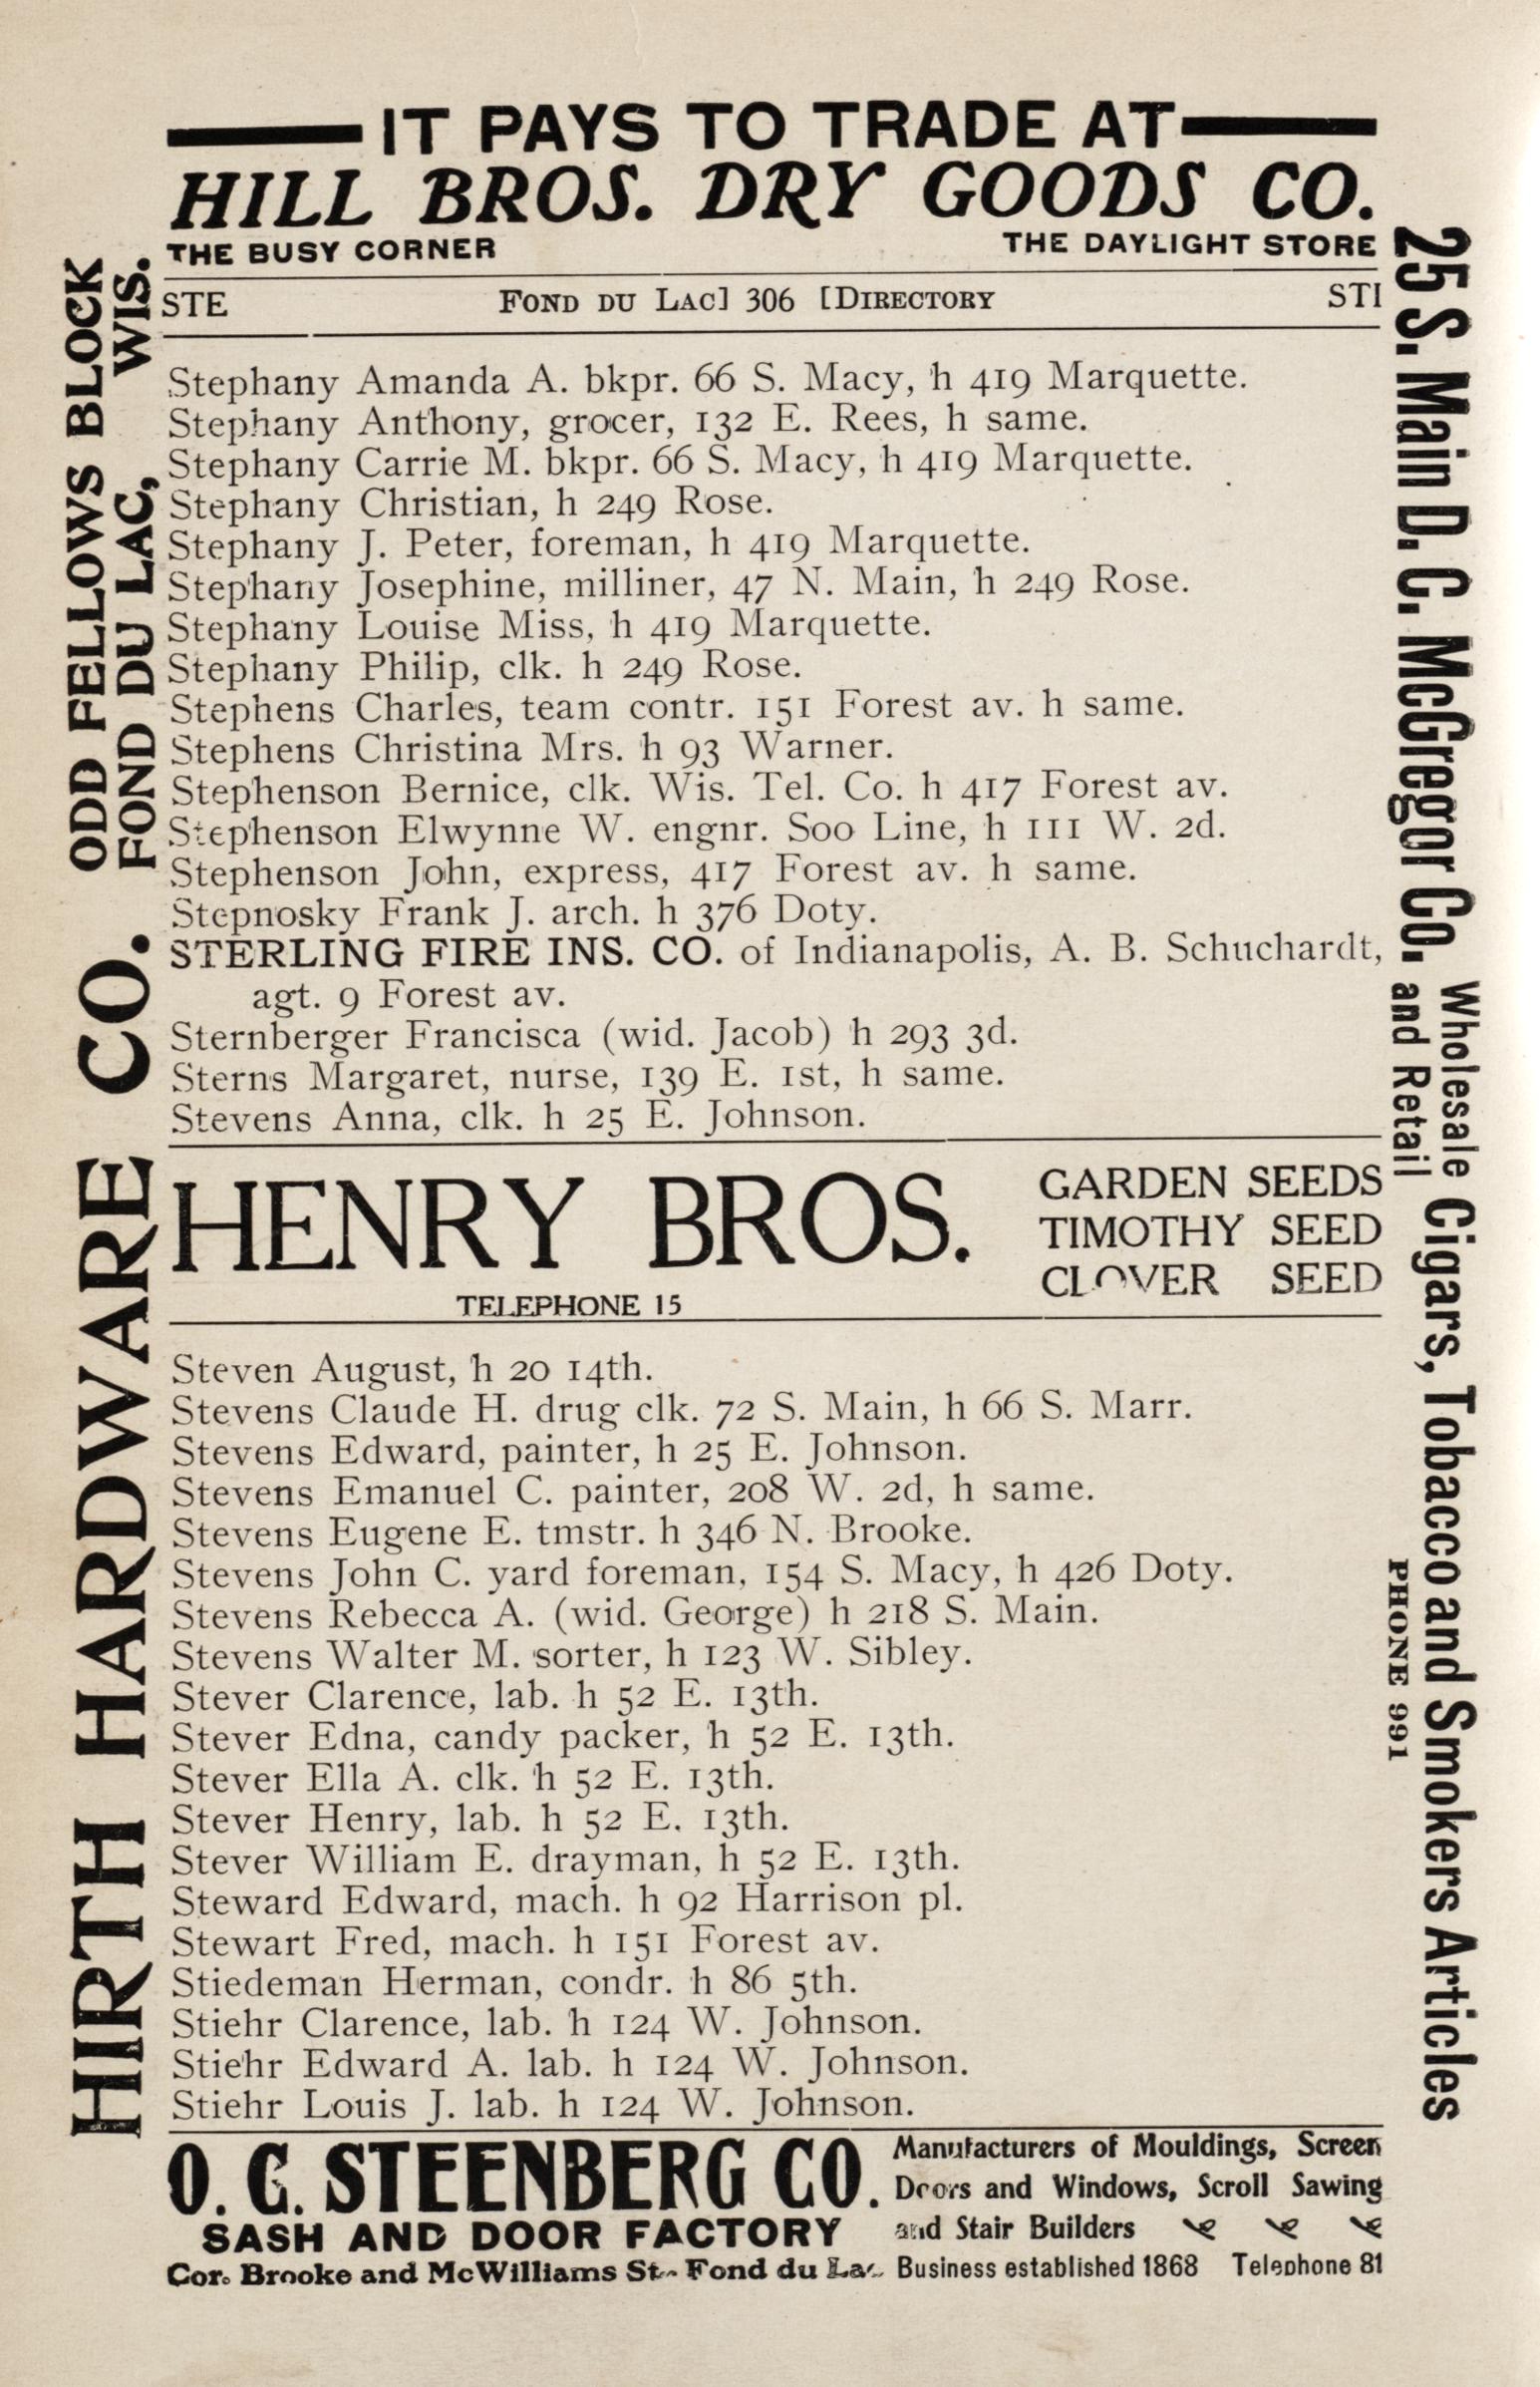 IT PAYS TO TRADE AT
HILL BROS. DRY GOODS CO.
THE BUSY CORNER THE DAYLIGHT STORE
STE FOND DU LAC] 306 [DIRECTORY STI
Stephany Amanda A. bkpr. 66 S. Macy, h 419 Marquette.
Stephany Anthony, grocer, 132 E. Rees, h same.
Stephany Carrie M. bkpr. 66 S. Macy, h 419 Marquette.
Stephany Christian, h 249 Rose.
Stephany J. Peter, foreman, h 419 Marquette.
Stephany Josephine, milliner, 47 N. Main, h 249 Rose.
Stephany Louise Miss, h 419 Marquette.
Stephany Philip, clk. h 249 Rose.
Stephens Charles, team contr. 151 Forest av. h same.
Stephens Christina Mrs. h 93 Warner.
Stephenson Bernice, clk. Wis. Tel. Co. h 417 Forest av.
Stephenson Elwynne W. engnr. Soo Line, h 111 W. 2d.
Stephenson John, express, 417 Forest av. h same.
Stepnosky Frank J. arch. h 376 Doty.
STERLING FIRE INS. CO. of Indianapolis, A. B. Schuchardt,
agt. 9 Forest av.
Sternberger Francisca (wid. Jacob) h 293 3d.
Sterns Margaret, nurse, 139 E. 1st, h same.
Stevens Anna, clk. h 25 E. Johnson.
HENRY BROS.
TELEPHONE 15
GARDEN SEEDS
TIMOTHY SEED
CLOVER SEED
Steven August, h 20 14th.
Stevens Claude H. drug clk. 72 S. Main, h 66 S. Marr.
Stevens Edward, painter, h 25 E. Johnson.
Stevens Emanuel C. painter, 208 W. 2d, h same.
Stevens Eugene E. tmstr. h 346 N. Brooke.
Stevens John C. yard foreman, 154 S. Macy, h 426 Doty.
Stevens Rebecca A. (wid. George) h 218 S. Main.
Stevens Walter M. sorter, h 123 W. Sibley.
Stever Clarence, lab. h 52 E. 13th.
Stever Edna, candy packer, h 52 E. 13th.
Stever Ella A. clk. h 52 E. 13th.
Stever Henry, lab. h 52 E. 13th.
Stever William E. drayman, h 52 E. 13th.
Steward Edward, mach. h 92 Harrison pl.
Stewart Fred, mach. h 151 Forest av.
Stiedeman Herman, condr. h 86 5th.
Stiehr Clarence, lab. h 124 W. Johnson.
Stiehr Edward A. lab. h 124 W. Johnson.
Stiehr Louis J. lab. h 124 W. Johnson.
O. C. STEENBERG CO.
SASH AND DOOR FACTORY
Cor. Brooke and McWilliams St.. Fond du Lac.
Manufacturers of Mouldings, Screen
Doors and Windows, Scroll Sawing
and Stair Builders
Business established 1868 Telephone 81
HIRTH HARDWARE CO.
ODD FELLOWS BLOCK
FOND DU LAC, WIS.
25 S. Main D. C. McGregor Co.
Wholesale
and Retail
Cigars, Tobacco and Smokers Articles
PHONE 991